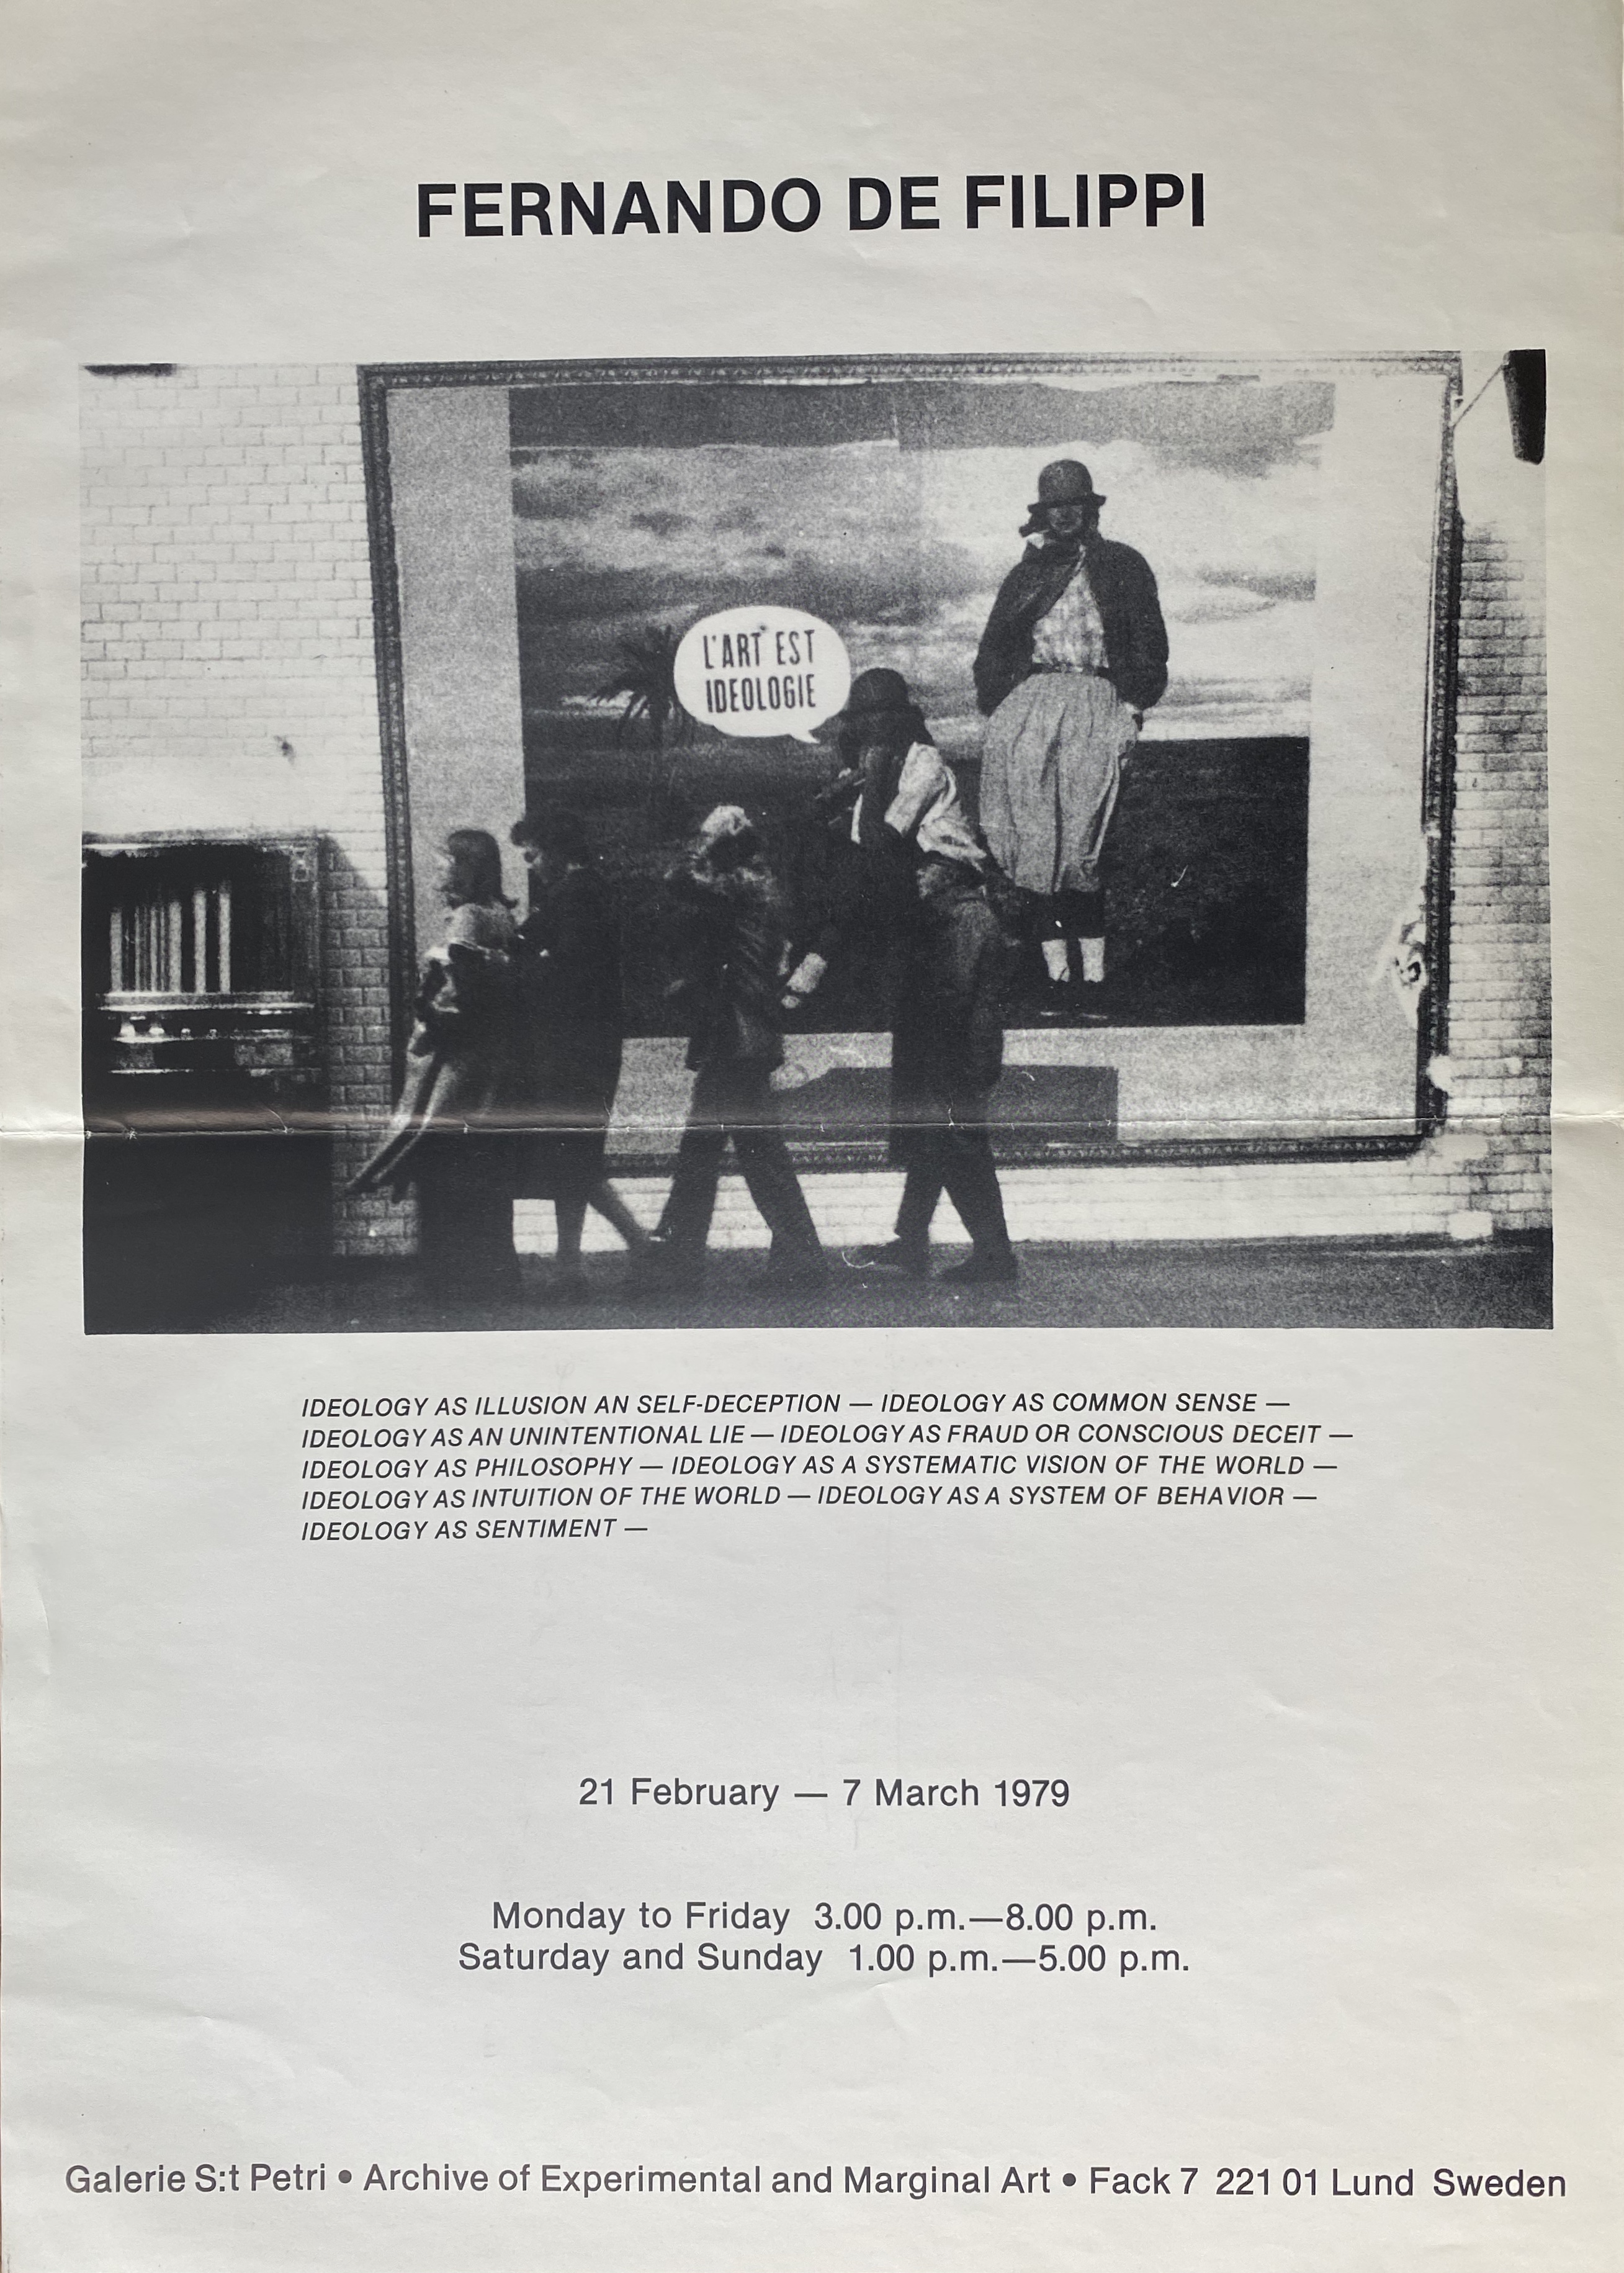 FERNANDO DE FILIPPI
L'ART EST
IDEOLOGIE
IDEOLOGY AS ILLUSION AN SELF-DECEPTION — IDEOLOGY AS COMMON SENSE —
IDEOLOGY AS AN UNINTENTIONAL LIE — IDEOLOGY AS FRAUD OR CONSCIOUS DECEIT —
IDEOLOGY AS PHILOSOPHY — IDEOLOGY AS A SYSTEMATIC VISION OF THE WORLD —
IDEOLOGY AS INTUITION OF THE WORLD — IDEOLOGY AS A SYSTEM OF BEHAVIOR —
IDEOLOGY AS SENTIMENT —
21 February — 7 March 1979
Monday to Friday 3.00 p.m.—8.00 p.m.
Saturday and Sunday 1.00 p.m.—5.00 p.m.
Galerie S:t Petri • Archive of Experimental and Marginal Art • Fack 7 221 01 Lund Sweden